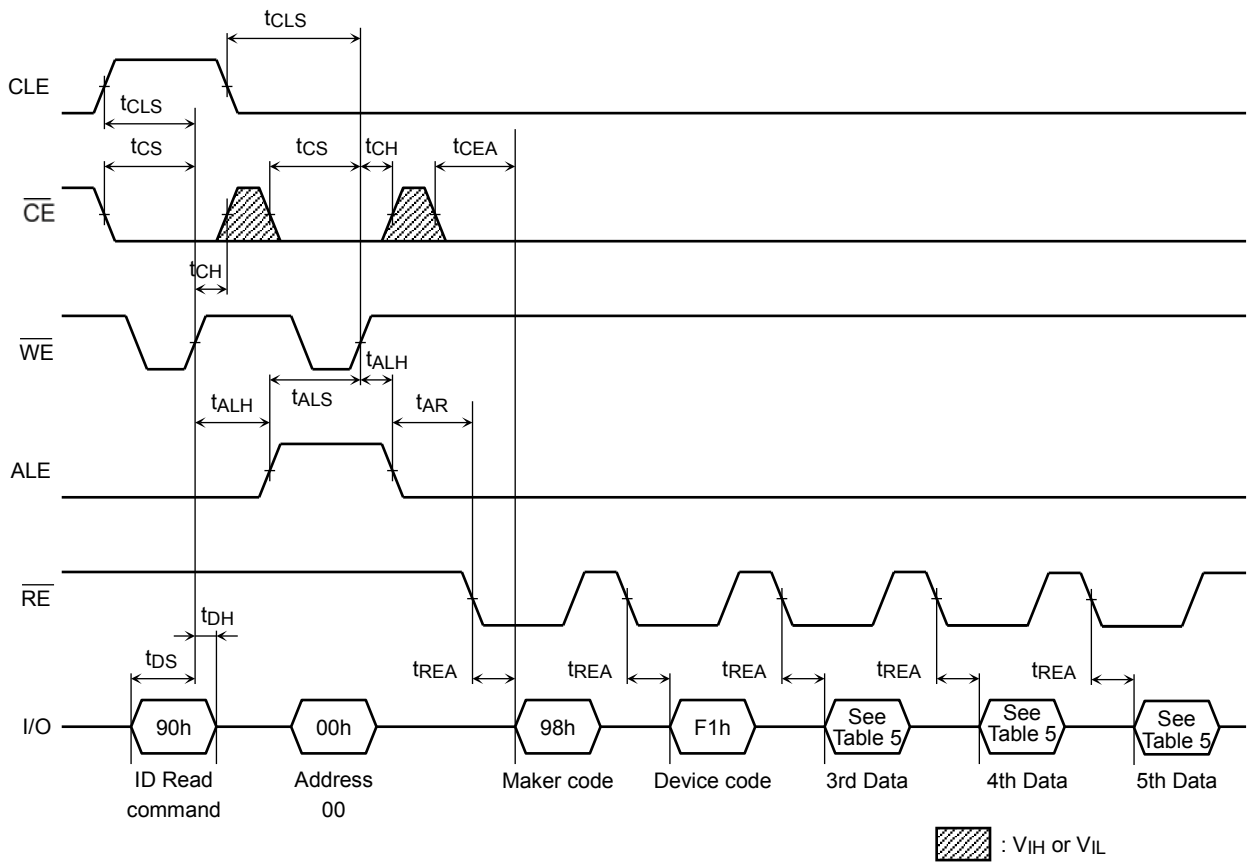 tCLS
CLE
tCLS
tCS tCS tCH tCEA
CE
tCH
WE
tALH
tALH tALS tAR
ALE
RE
tDH
tDS tREA tREA tREA tREA tREA
I/O 90h 00h 98h F1h See Table 5 See Table 5 See Table 5
ID Read command
Address 00
Maker code
Device code
3rd Data
4th Data
5th Data
: VIH or VIL